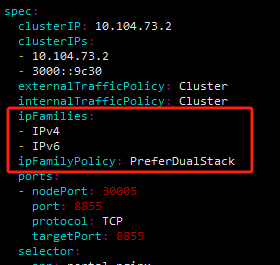 spec:
  clusterIP: 10.104.73.2
  clusterIPs:
  - 10.104.73.2
  - 3000::9c30
  externalTrafficPolicy: Cluster
  internalTrafficPolicy: Cluster
  ipFamilies:
  - IPv4
  - IPv6
  ipFamilyPolicy: PreferDualStack
  ports:
  - nodePort: 30005
    port: 8855
    protocol: TCP
    targetPort: 8855
  selector: